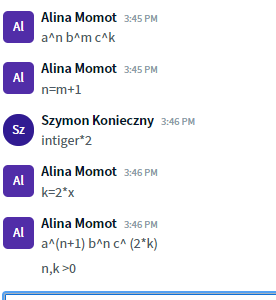 Al
Alina Momot 3:45 PM
a^n b^m c^k
Al
Alina Momot 3:45 PM
n=m+1
Sz
Szymon Konieczny 3:46 PM
intiger*2
Al
Alina Momot 3:46 PM
k=2*x
Al
Alina Momot 3:46 PM
a^(n+1) b^n c^ (2*k)
n,k >0